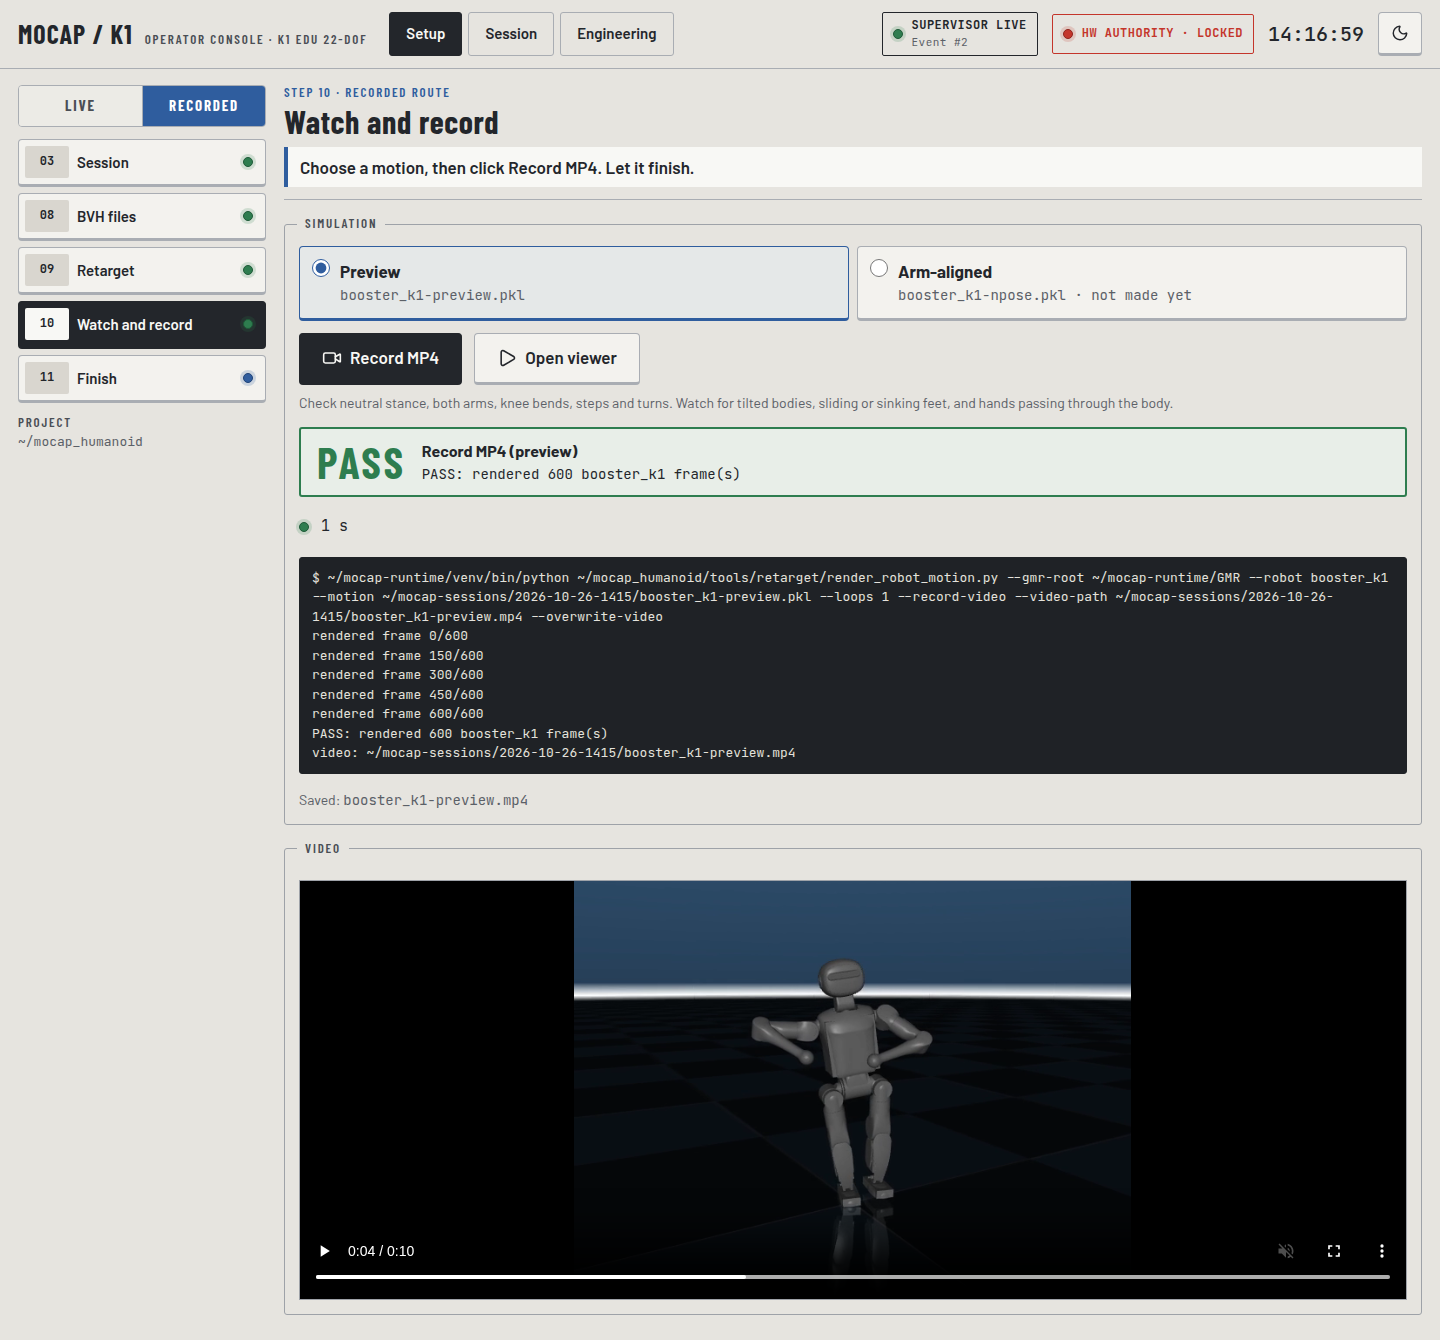 MOCAP / K1
OPERATOR CONSOLE · K1 EDU 22-DOF
Setup
Session
Engineering
SUPERVISOR LIVE
Event #2
HW AUTHORITY · LOCKED
14:16:59
LIVE
RECORDED
03 Session
08 BVH files
09 Retarget
10 Watch and record
11 Finish
PROJECT
~/mocap_humanoid
STEP 10 · RECORDED ROUTE
Watch and record
Choose a motion, then click Record MP4. Let it finish.
SIMULATION
Preview
booster_k1-preview.pkl
Arm-aligned
booster_k1-npose.pkl · not made yet
Record MP4
Open viewer
Check neutral stance, both arms, knee bends, steps and turns. Watch for tilted bodies, sliding or sinking feet, and hands passing through the body.
PASS
Record MP4 (preview)
PASS: rendered 600 booster_k1 frame(s)
1 s
$ ~/mocap-runtime/venv/bin/python ~/mocap_humanoid/tools/retarget/render_robot_motion.py --gmr-root ~/mocap-runtime/GMR --robot booster_k1
--motion ~/mocap-sessions/2026-10-26-1415/booster_k1-preview.pkl --loops 1 --record-video --video-path ~/mocap-sessions/2026-10-26-
1415/booster_k1-preview.mp4 --overwrite-video
rendered frame 0/600
rendered frame 150/600
rendered frame 300/600
rendered frame 450/600
rendered frame 600/600
PASS: rendered 600 booster_k1 frame(s)
video: ~/mocap-sessions/2026-10-26-1415/booster_k1-preview.mp4
Saved: booster_k1-preview.mp4
VIDEO
0:04 / 0:10